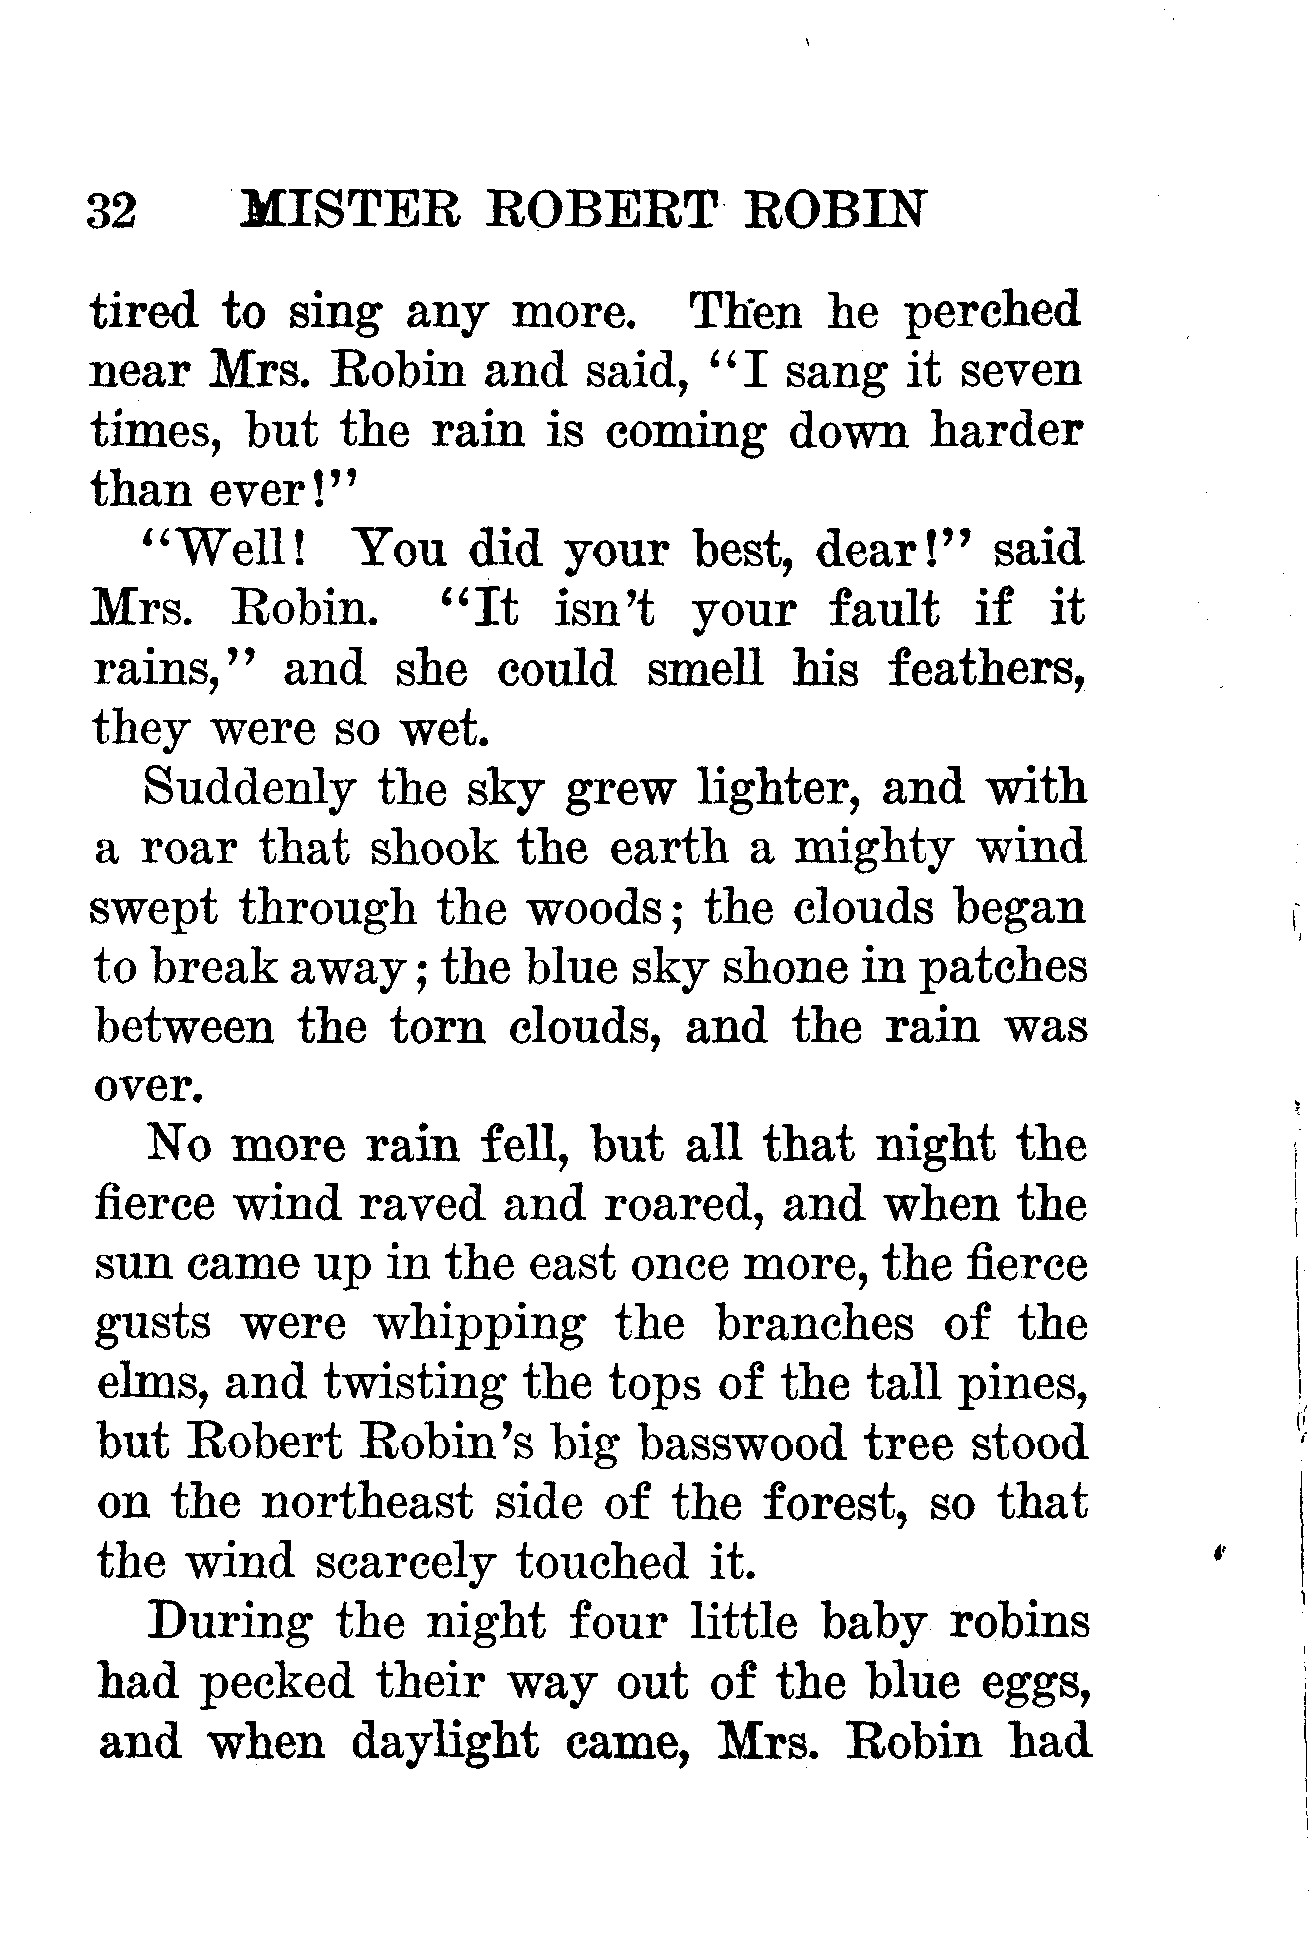 32 MISTER ROBERT ROBIN
tired to sing any more. Then he perched
near Mrs. Robin and said, "I sang it seven
times, but the rain is coming down harder
than ever!"
"Well! You did your best, dear!" said
Mrs. Robin. "It isn't your fault if it
rains," and she could smell his feathers,
they were so wet.
Suddenly the sky grew lighter, and with
a roar that shook the earth a mighty wind
swept through the woods; the clouds began
to break away; the blue sky shone in patches
between the torn clouds, and the rain was
over.
No more rain fell, but all that night the
fierce wind raved and roared, and when the
sun came up in the east once more, the fierce
gusts were whipping the branches of the
elms, and twisting the tops of the tall pines,
but Robert Robin's big basswood tree stood
on the northeast side of the forest, so that
the wind scarcely touched it.
During the night four little baby robins
had pecked their way out of the blue eggs,
and when daylight came, Mrs. Robin had